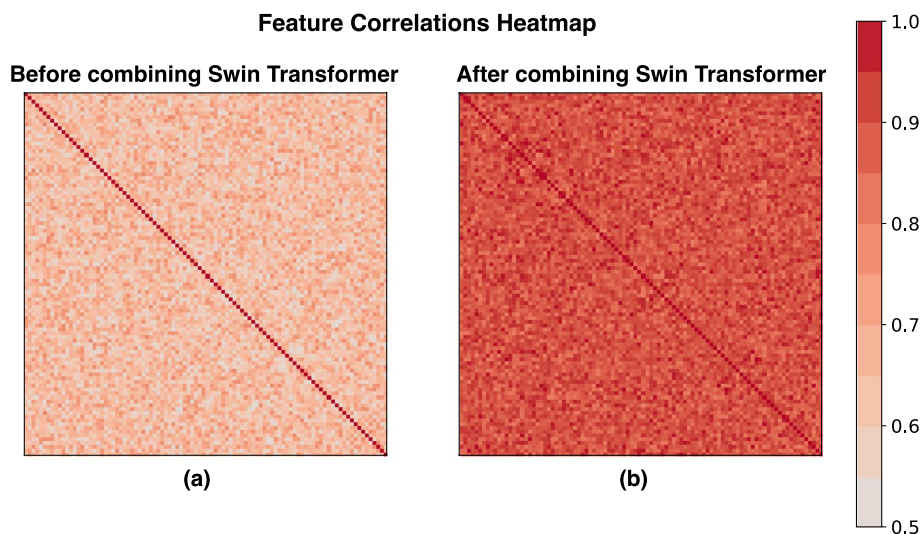 Feature Correlations Heatmap
Before combining Swin Transformer
After combining Swin Transformer
1.0
0.9
0.8
0.7
0.6
0.5
(a)
(b)